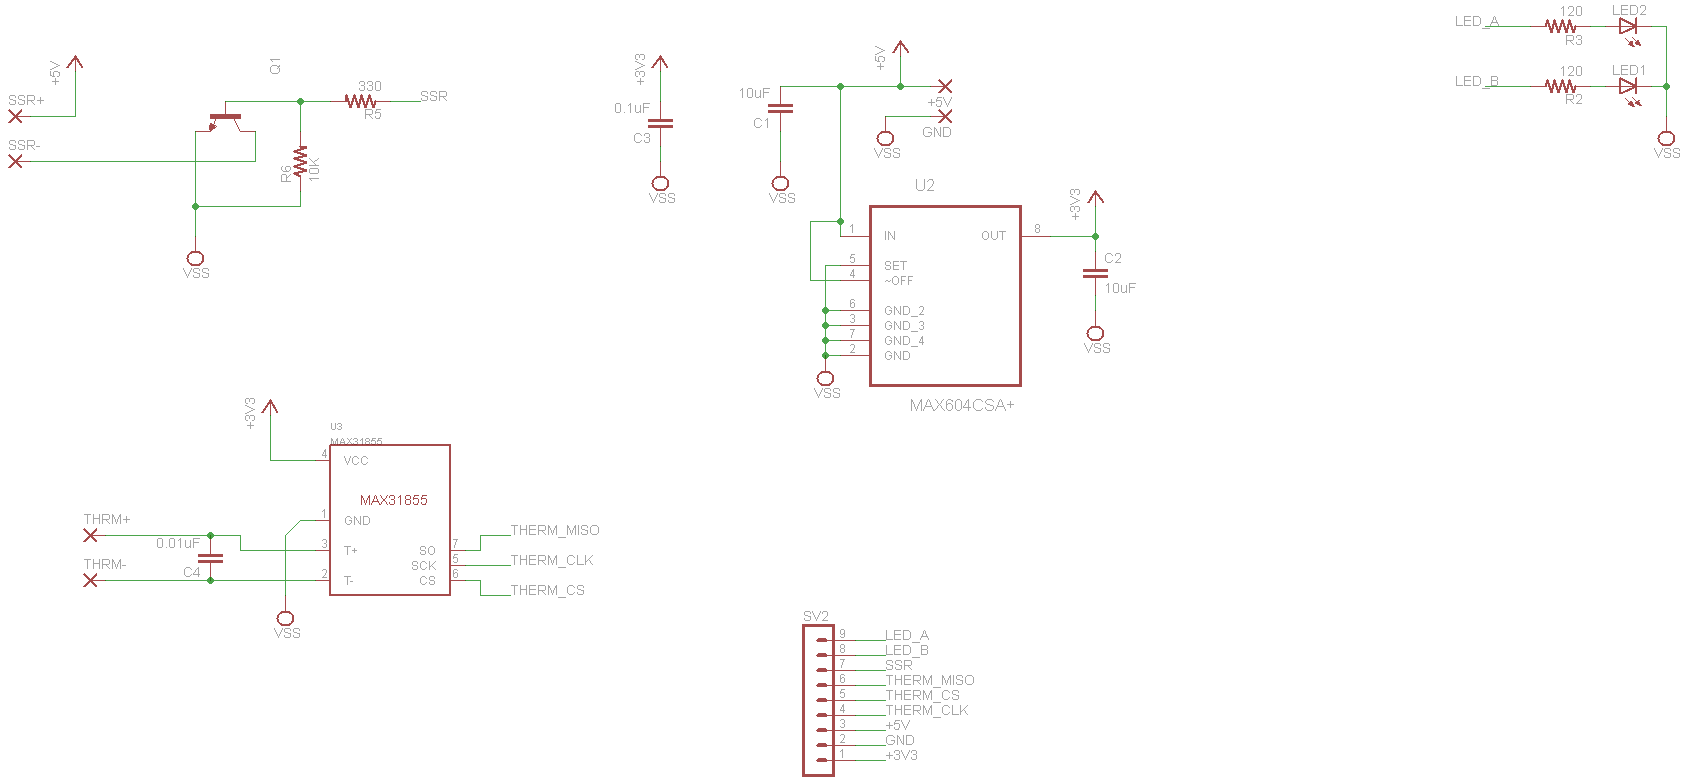 +5V
SSR+
SSR-
Q1
330
R5
SSR
R6
10K
VSS
+3V3
0.1uF
C3
VSS
+5V
10uF
C1
VSS
+5V
GND
VSS
U2
1
IN
5
SET
4
~OFF
6
GND_2
3
GND_3
7
GND_4
2
GND
OUT
8
VSS
MAX604CSA+
+3V3
C2
10uF
VSS
LED_A
120
R3
LED2
LED_B
120
R2
LED1
VSS
+3V3
U3
MAX31855
4
VCC
MAX31855
1
GND
3
T+
2
T-
SO
7
SCK
5
CS
6
THRM+
0.01uF
THRM-
C4
VSS
THERM_MISO
THERM_CLK
THERM_CS
SV2
9 LED_A
8 LED_B
7 SSR
6 THERM_MISO
5 THERM_CS
4 THERM_CLK
3 +5V
2 GND
1 +3V3